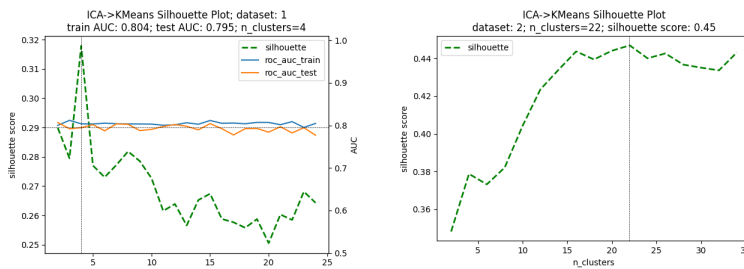 ICA->KMeans Silhouette Plot; dataset: 1
train AUC: 0.804; test AUC: 0.795; n_clusters=4
silhouette score
0.32
0.31
0.30
0.29
0.28
0.27
0.26
0.25
silhouette
roc_auc_train
roc_auc_test
1.0
0.9
0.8
0.7
0.6
0.5
AUC
5 10 15 20 25
ICA->KMeans Silhouette Plot
dataset: 2; n_clusters=22; silhouette score: 0.45
silhouette score
0.44
0.42
0.40
0.38
0.36
silhouette
5 10 15 20 25 30
n_clusters